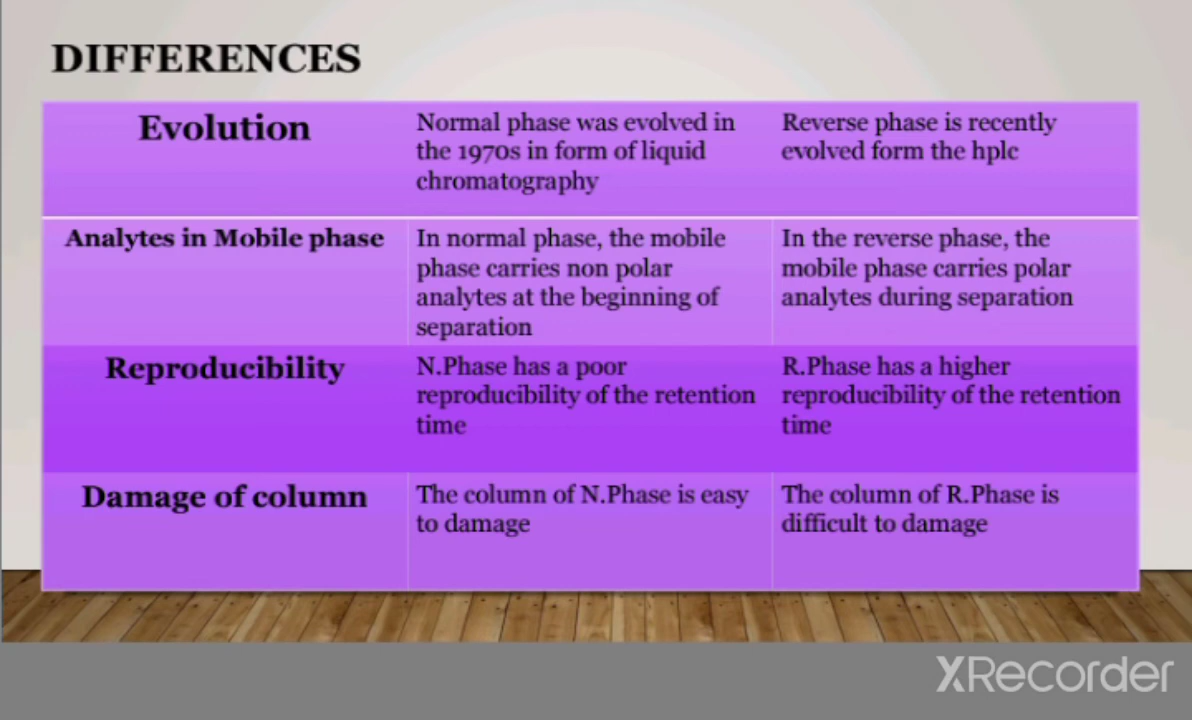 DIFFERENCES
Evolution
Normal phase was evolved in
the 1970s in form of liquid
chromatography
Reverse phase is recently
evolved form the hplc
Analytes in Mobile phase
In normal phase, the mobile
phase carries non polar
analytes at the beginning of
separation
In the reverse phase, the
mobile phase carries polar
analytes during separation
Reproducibility
N.Phase has a poor
reproducibility of the retention
time
R.Phase has a higher
reproducibility of the retention
time
Damage of column
The column of N.Phase is easy
to damage
The column of R.Phase is
difficult to damage
XRecorder